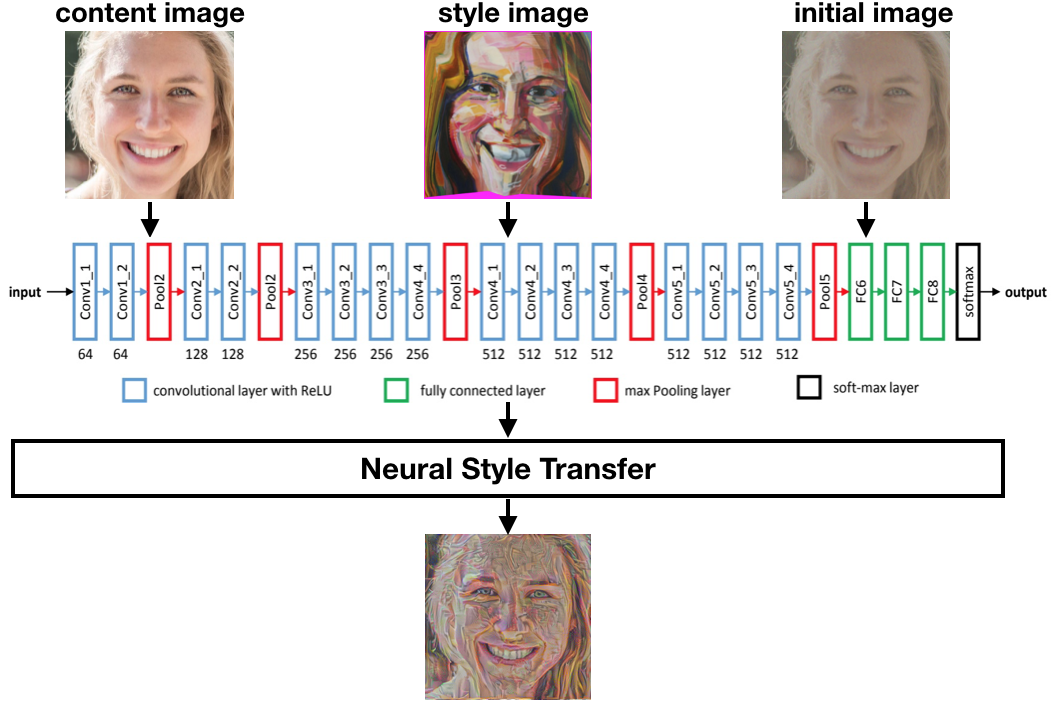 content image
style image
initial image
input
Conv1_1
Conv1_2
Pool2
Conv2_1
Conv2_2
Pool2
Conv3_1
Conv3_2
Conv3_3
Conv3_4
Pool3
Conv4_1
Conv4_2
Conv4_3
Conv4_4
Pool4
Conv5_1
Conv5_2
Conv5_3
Conv5_4
Pool5
FC6
FC7
FC8
softmax
output
64 64 128 128 256 256 256 256 512 512 512 512 512 512 512 512
convolutional layer with ReLU
fully connected layer
max Pooling layer
soft-max layer
Neural Style Transfer